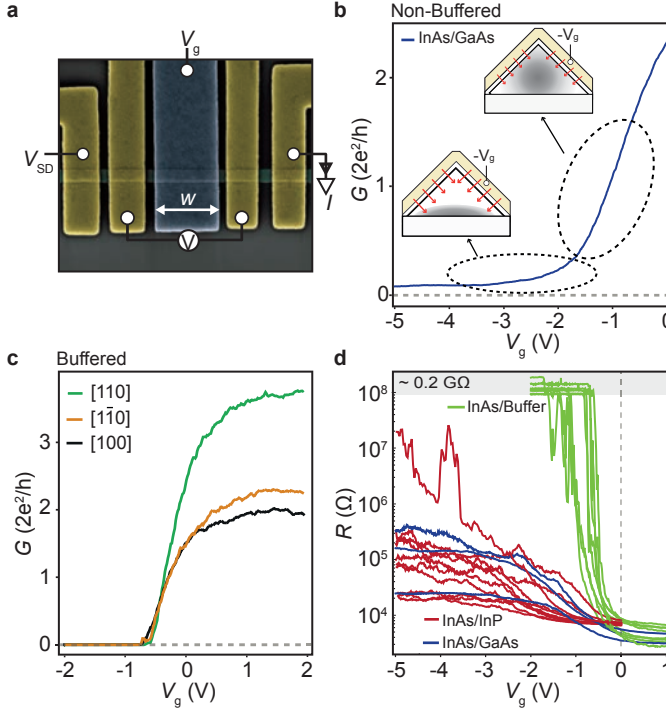 a
V_g
V_SD
w
V
I
b
Non-Buffered
InAs/GaAs
-V_g
-V_g
G (2e²/h)
2
1
0
-5 -4 -3 -2 -1 0
V_g (V)
c
Buffered
[110]
[11̄0]
[100]
G (2e²/h)
3
2
1
0
-2 -1 0 1 2
V_g (V)
d
~ 0.2 GΩ
InAs/Buffer
R (Ω)
10⁸
10⁷
10⁶
10⁵
10⁴
InAs/InP
InAs/GaAs
-5 -4 -3 -2 -1 0 1
V_g (V)